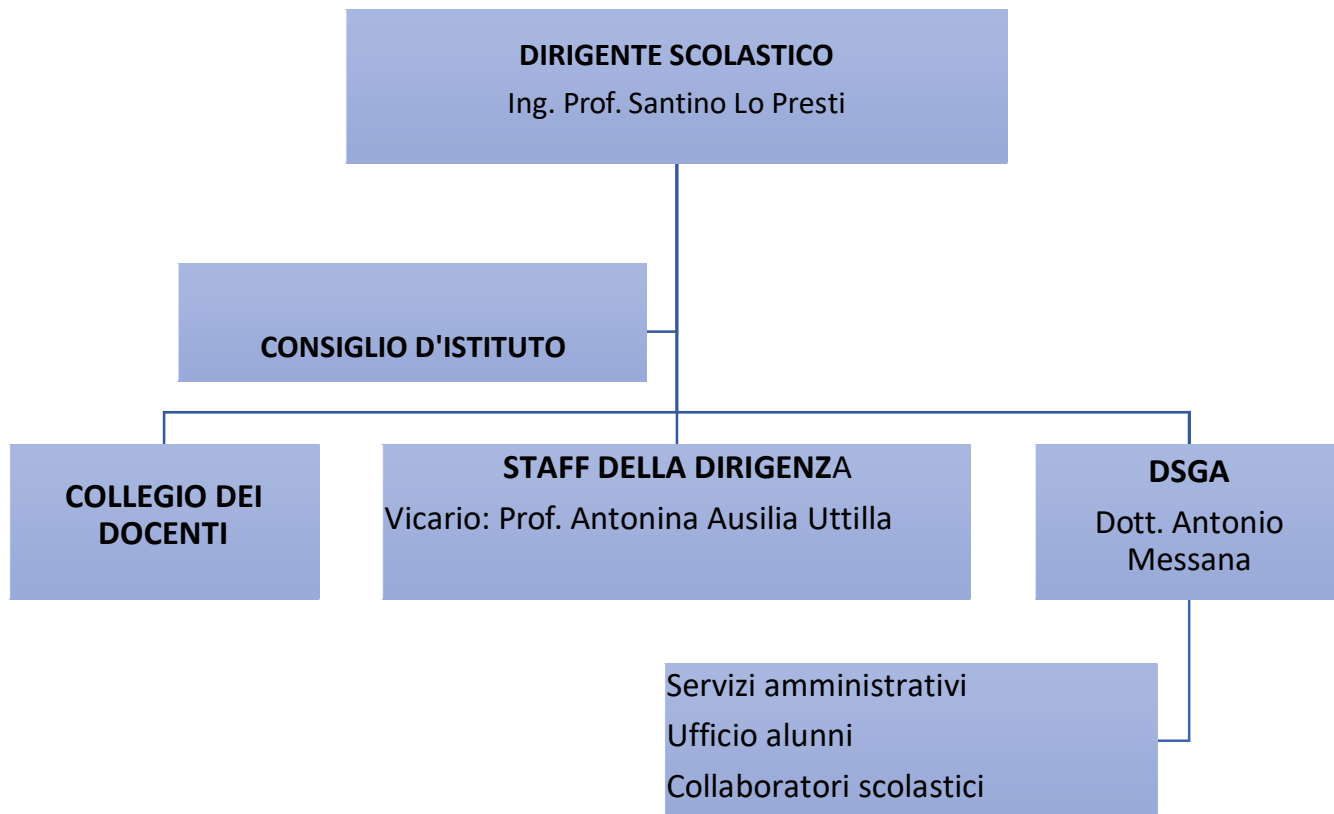 DIRIGENTE SCOLASTICO
Ing. Prof. Santino Lo Presti
CONSIGLIO D'ISTITUTO
COLLEGIO DEI
DOCENTI
STAFF DELLA DIRIGENZA
Vicario: Prof. Antonina Ausilia Uttilla
DSGA
Dott. Antonio
Messana
Servizi amministrativi
Ufficio alunni
Collaboratori scolastici